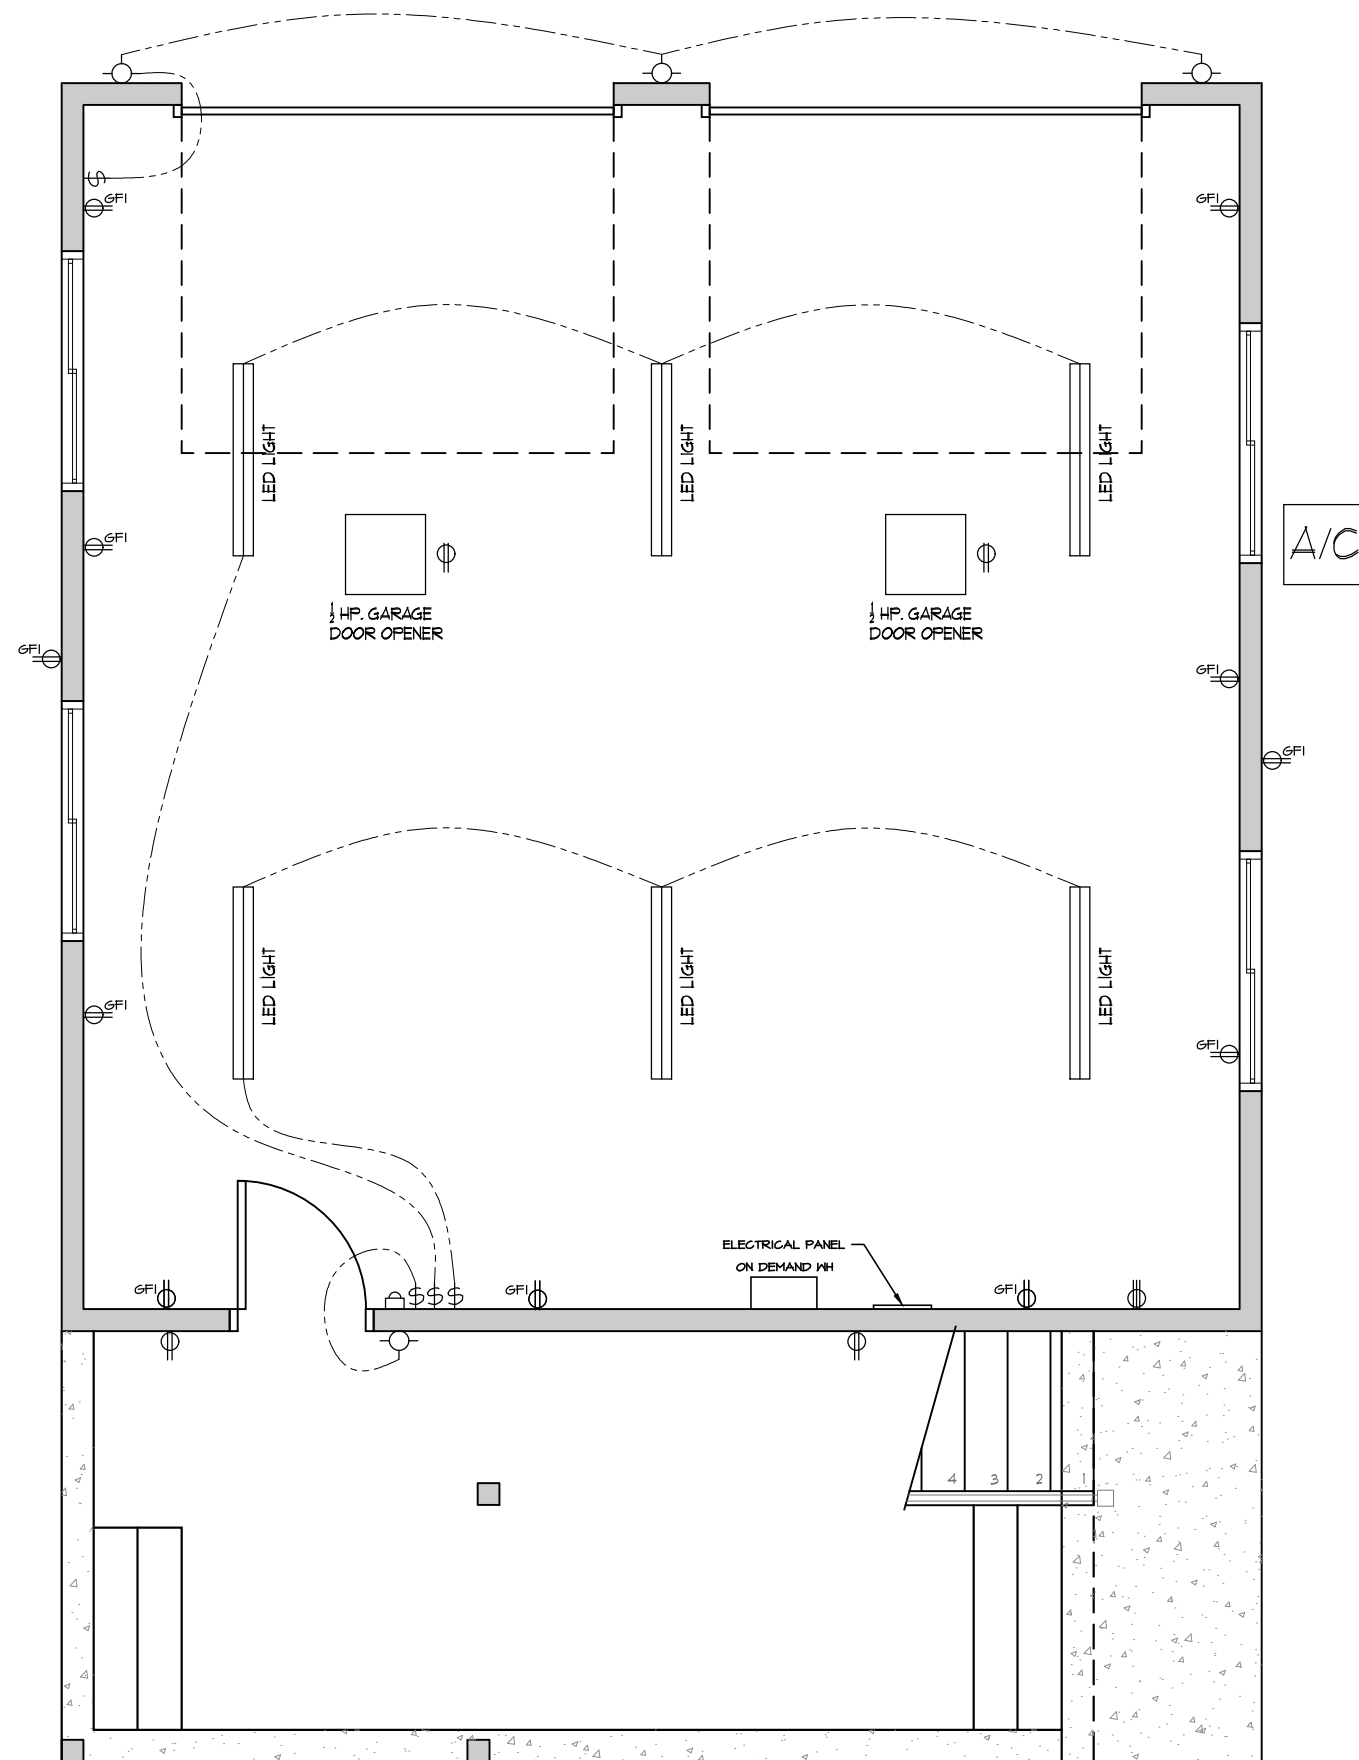 S
GFI
GFI
LED LIGHT
LED LIGHT
LED LIGHT
A/C
GFI
½ HP. GARAGE
DOOR OPENER
½ HP. GARAGE
DOOR OPENER
GFI
GFI
GFI
LED LIGHT
LED LIGHT
LED LIGHT
GFI
GFI
ELECTRICAL PANEL
ON DEMAND WH
GFI
S S S
GFI
GFI
4 3 2 1